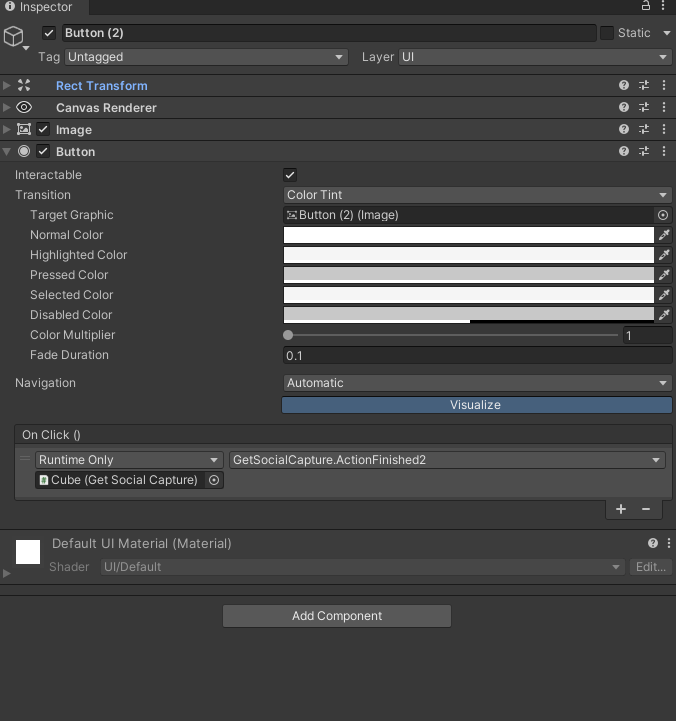 Inspector
Button (2)
Static
Tag Untagged Layer UI
Rect Transform
Canvas Renderer
Image
Button
Interactable
Transition Color Tint
Target Graphic Button (2) (Image)
Normal Color
Highlighted Color
Pressed Color
Selected Color
Disabled Color
Color Multiplier 1
Fade Duration 0.1
Navigation Automatic
Visualize
On Click ()
Runtime Only GetSocialCapture.ActionFinished2
Cube (Get Social Capture)
Default UI Material (Material)
Shader UI/Default Edit...
Add Component